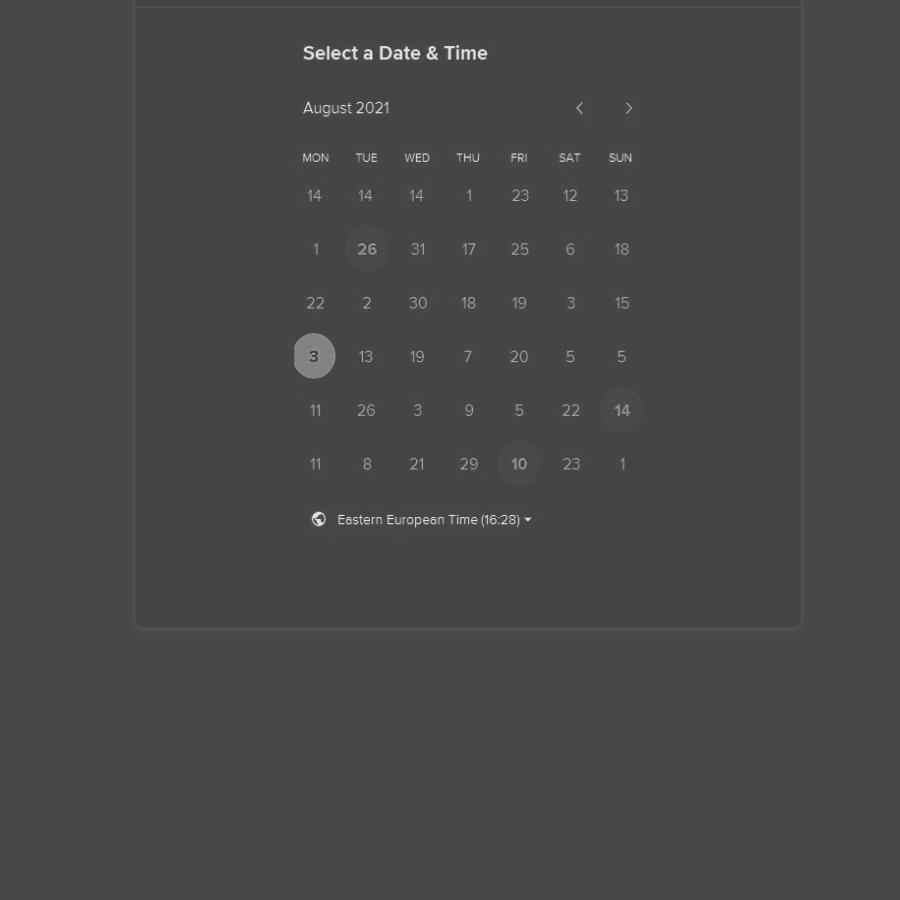 Select a Date & Time
August 2021
MON TUE WED THU FRI SAT SUN
14 14 14 1 23 12 13
1 26 31 17 25 6 18
22 2 30 18 19 3 15
3 13 19 7 20 5 5
11 26 3 9 5 22 14
11 8 21 29 10 23 1
Eastern European Time (16:28)